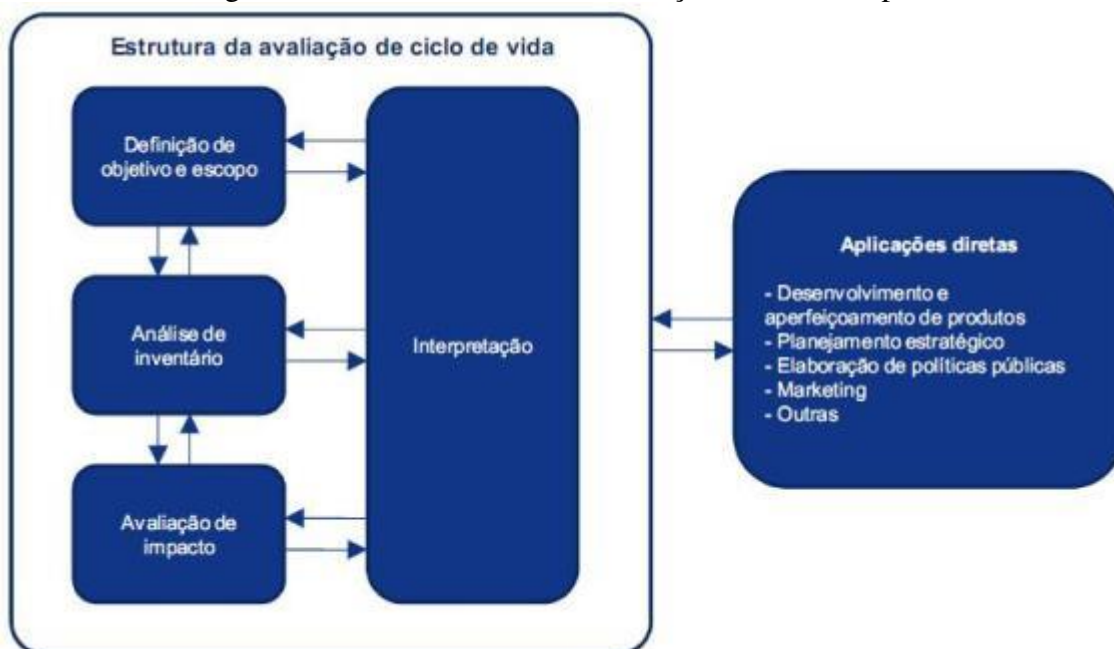 Estrutura da avaliação de ciclo de vida
Definição de
objetivo e escopo
Análise de
inventário
Avaliação de
impacto
Interpretação
Aplicações diretas
- Desenvolvimento e
aperfeiçoamento de produtos
- Planejamento estratégico
- Elaboração de políticas públicas
- Marketing
- Outras